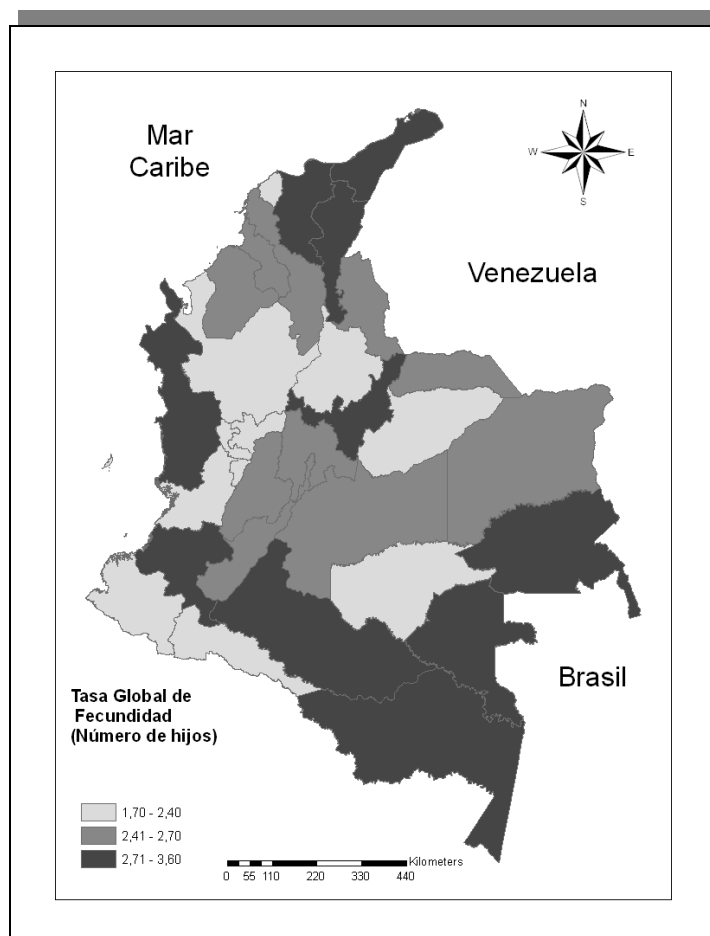 Mar
Caribe
N
W
E
S
Venezuela
Brasil
Tasa Global de
Fecundidad
(Número de hijos)
1,70 - 2,40
2,41 - 2,70
2,71 - 3,60
Kilometers
0 55 110 220 330 440